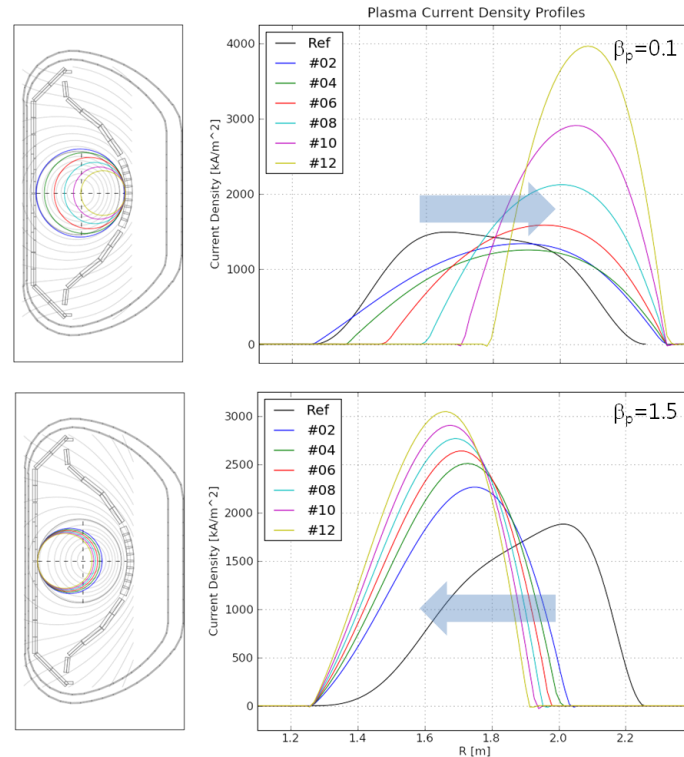 Plasma Current Density Profiles
β_p=0.1
Ref
#02
#04
#06
#08
#10
#12
4000
3000
2000
1000
0
Current Density [kA/m^2]
β_p=1.5
Ref
#02
#04
#06
#08
#10
#12
3000
2500
2000
1500
1000
500
0
Current Density [kA/m^2]
1.2 1.4 1.6 1.8 2.0 2.2
R [m]